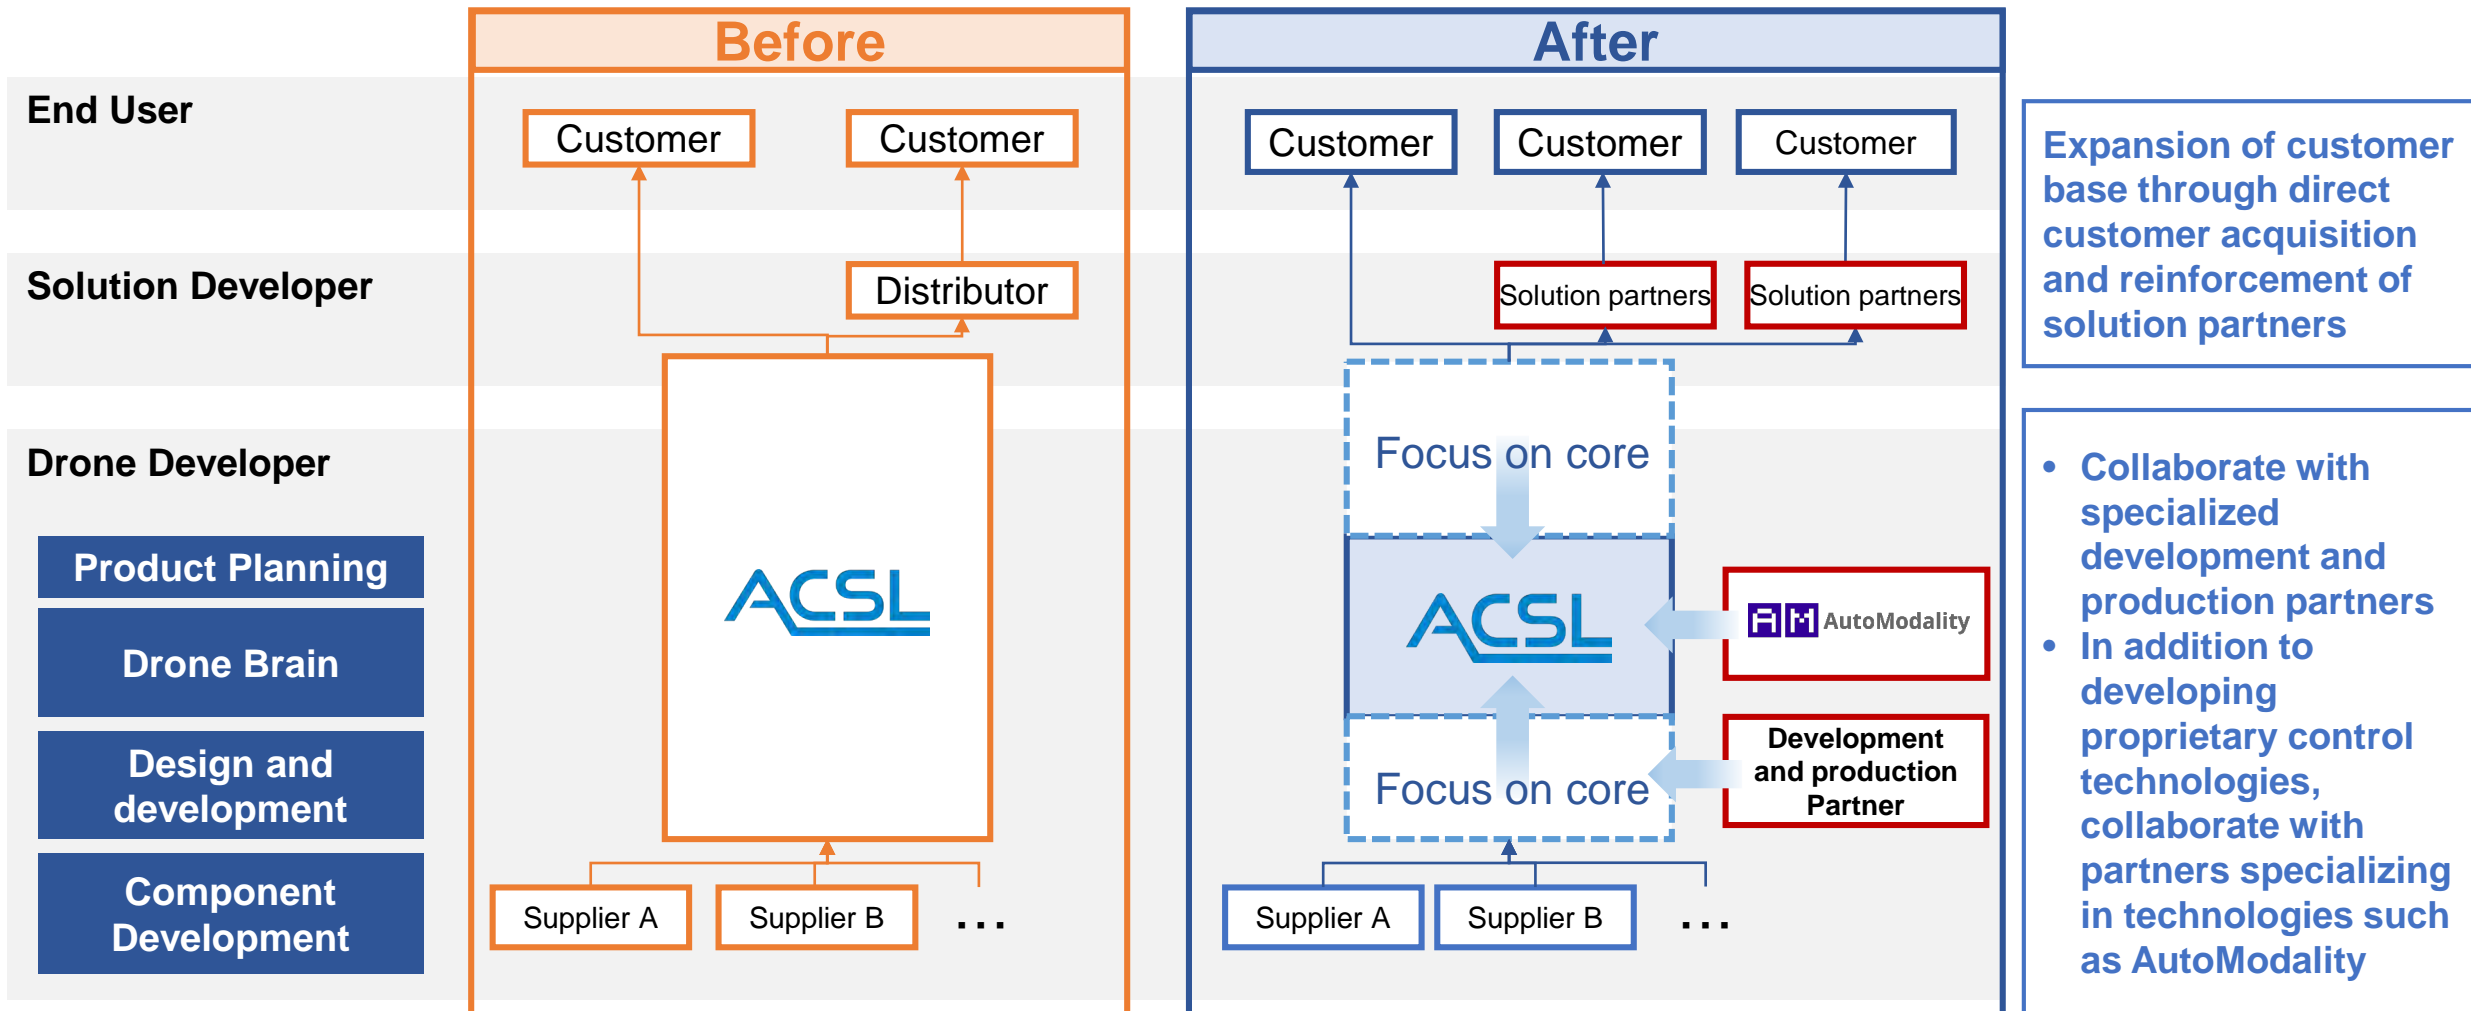 Before
After
End User
Customer
Customer
Customer
Customer
Customer
Expansion of customer
base through direct
customer acquisition
and reinforcement of
solution partners
Solution Developer
Distributor
Solution partners
Solution partners
Drone Developer
Product Planning
Drone Brain
Design and
development
Component
Development
ACSL
Supplier A
Supplier B
...
Focus on core
ACSL
Focus on core
AM AutoModality
Development
and production
Partner
Supplier A
Supplier B
...
• Collaborate with
specialized
development and
production partners
• In addition to
developing
proprietary control
technologies,
collaborate with
partners specializing
in technologies such
as AutoModality